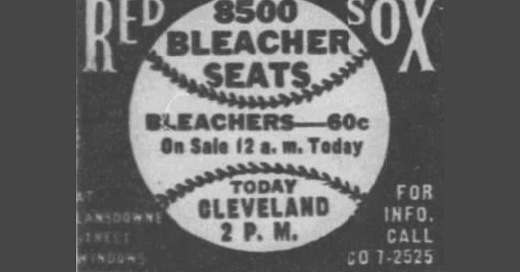 RED SOX
8500
BLEACHER
SEATS
BLEACHERS—60c
On Sale 12 a. m. Today
TODAY
CLEVELAND
2 P. M.
AT
LANSDOWNE
STREET
WINDOWS
FOR
INFO.
CALL
CO 7-2525